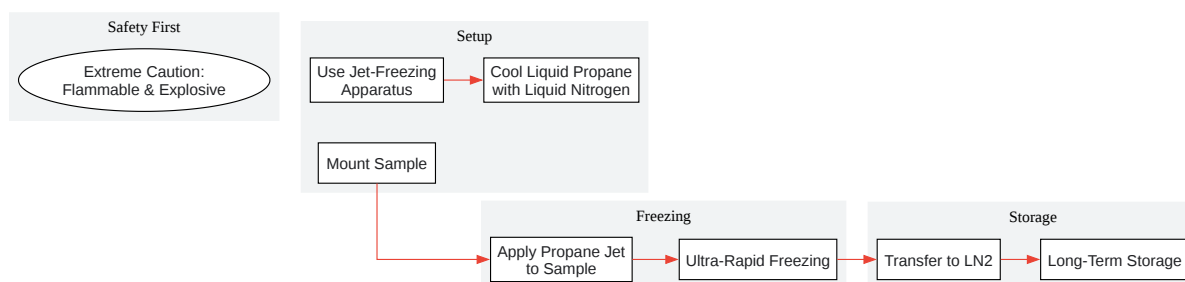 Safety First
Extreme Caution:
Flammable & Explosive
Setup
Use Jet-Freezing
Apparatus
Cool Liquid Propane
with Liquid Nitrogen
Mount Sample
Freezing
Apply Propane Jet
to Sample
Ultra-Rapid Freezing
Storage
Transfer to LN2
Long-Term Storage